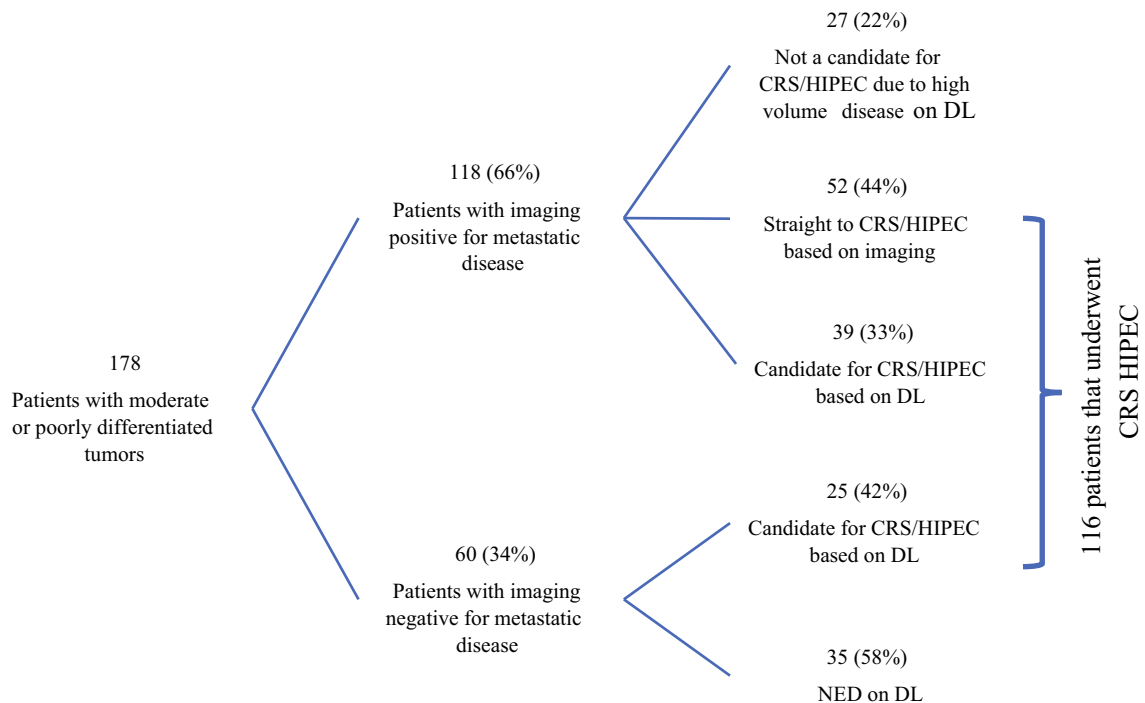 178
Patients with moderate
or poorly differentiated
tumors
118 (66%)
Patients with imaging
positive for metastatic
disease
60 (34%)
Patients with imaging
negative for metastatic
disease
27 (22%)
Not a candidate for
CRS/HIPEC due to high
volume disease on DL
52 (44%)
Straight to CRS/HIPEC
based on imaging
39 (33%)
Candidate for CRS/HIPEC
based on DL
25 (42%)
Candidate for CRS/HIPEC
based on DL
35 (58%)
NED on DL
116 patients that underwent
CRS HIPEC